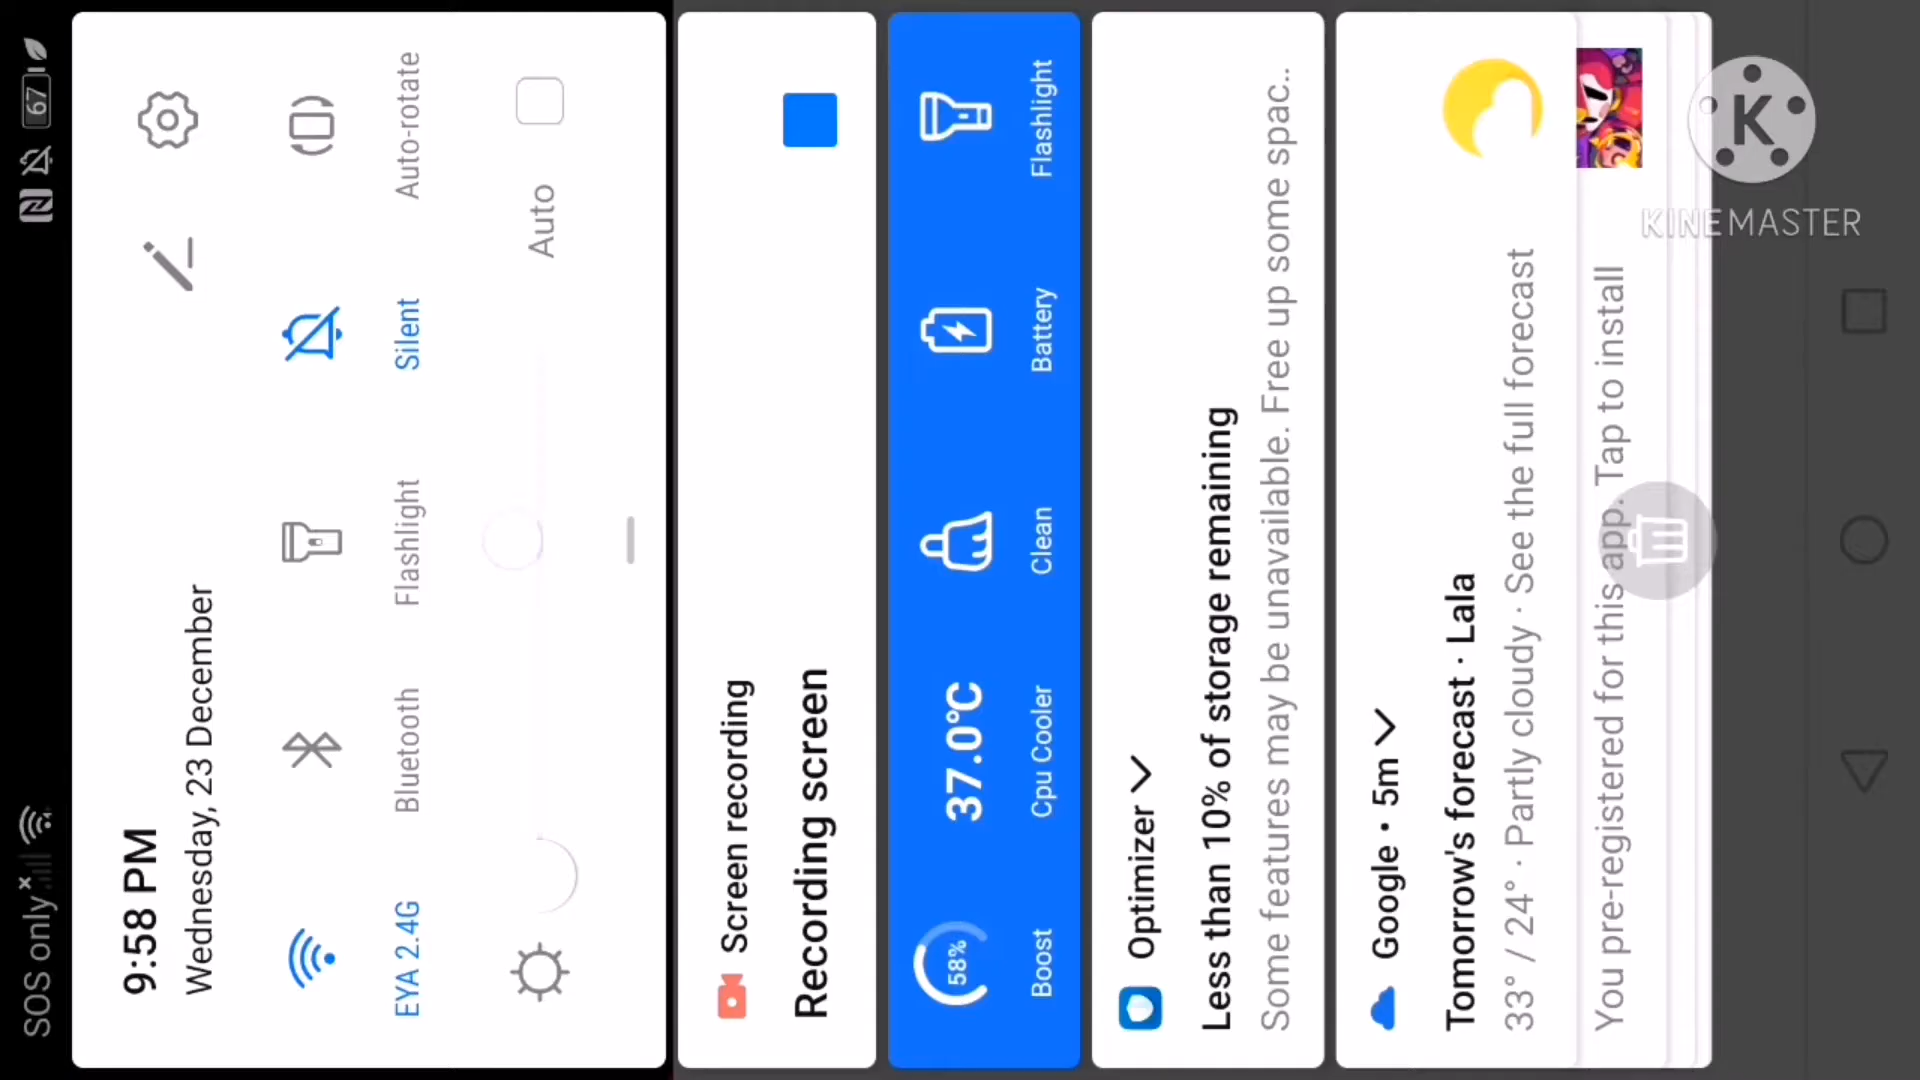 SOS only
67
9:58 PM
Wednesday, 23 December
EYA 2.4G
Bluetooth
Flashlight
Silent
Auto-rotate
Auto
Screen recording
Recording screen
58%
37.0°C
Boost
Cpu Cooler
Clean
Battery
Flashlight
Optimizer
Less than 10% of storage remaining
Some features may be unavailable. Free up some spac..
Google • 5m
Tomorrow's forecast · Lala
33° / 24° · Partly cloudy · See the full forecast
You pre-registered for this app. Tap to install
K
KINEMASTER